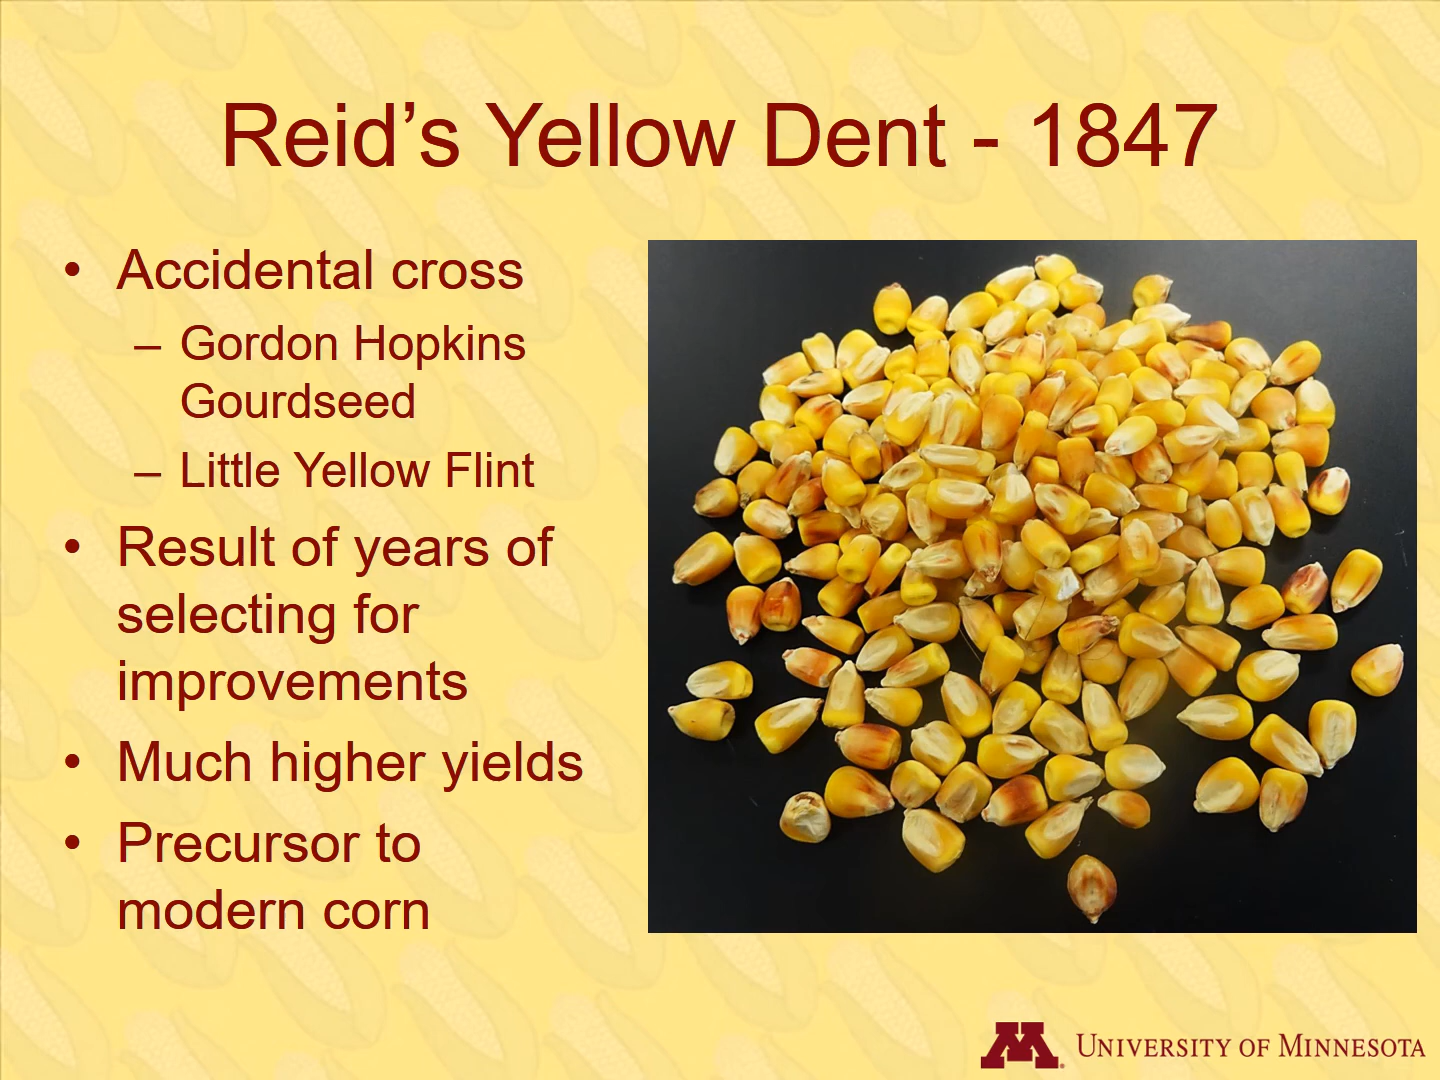 Reid’s Yellow Dent - 1847
• Accidental cross
– Gordon Hopkins
Gourdseed
– Little Yellow Flint
• Result of years of
selecting for
improvements
• Much higher yields
• Precursor to
modern corn
M
UNIVERSITY OF MINNESOTA